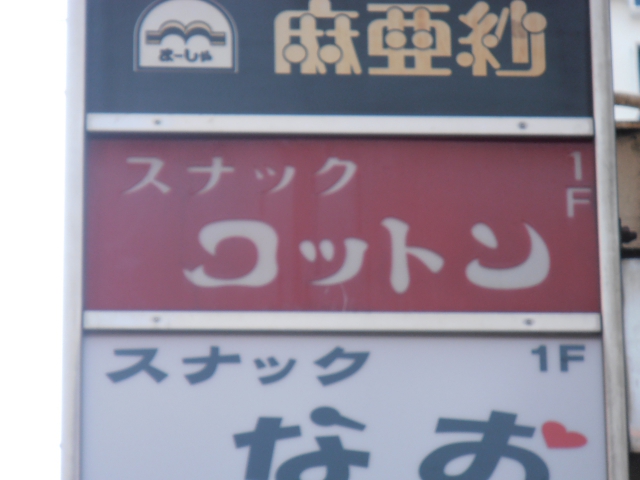 まーしゃ
麻亜紗
スナック
1F
コットン
スナック
1F
なお